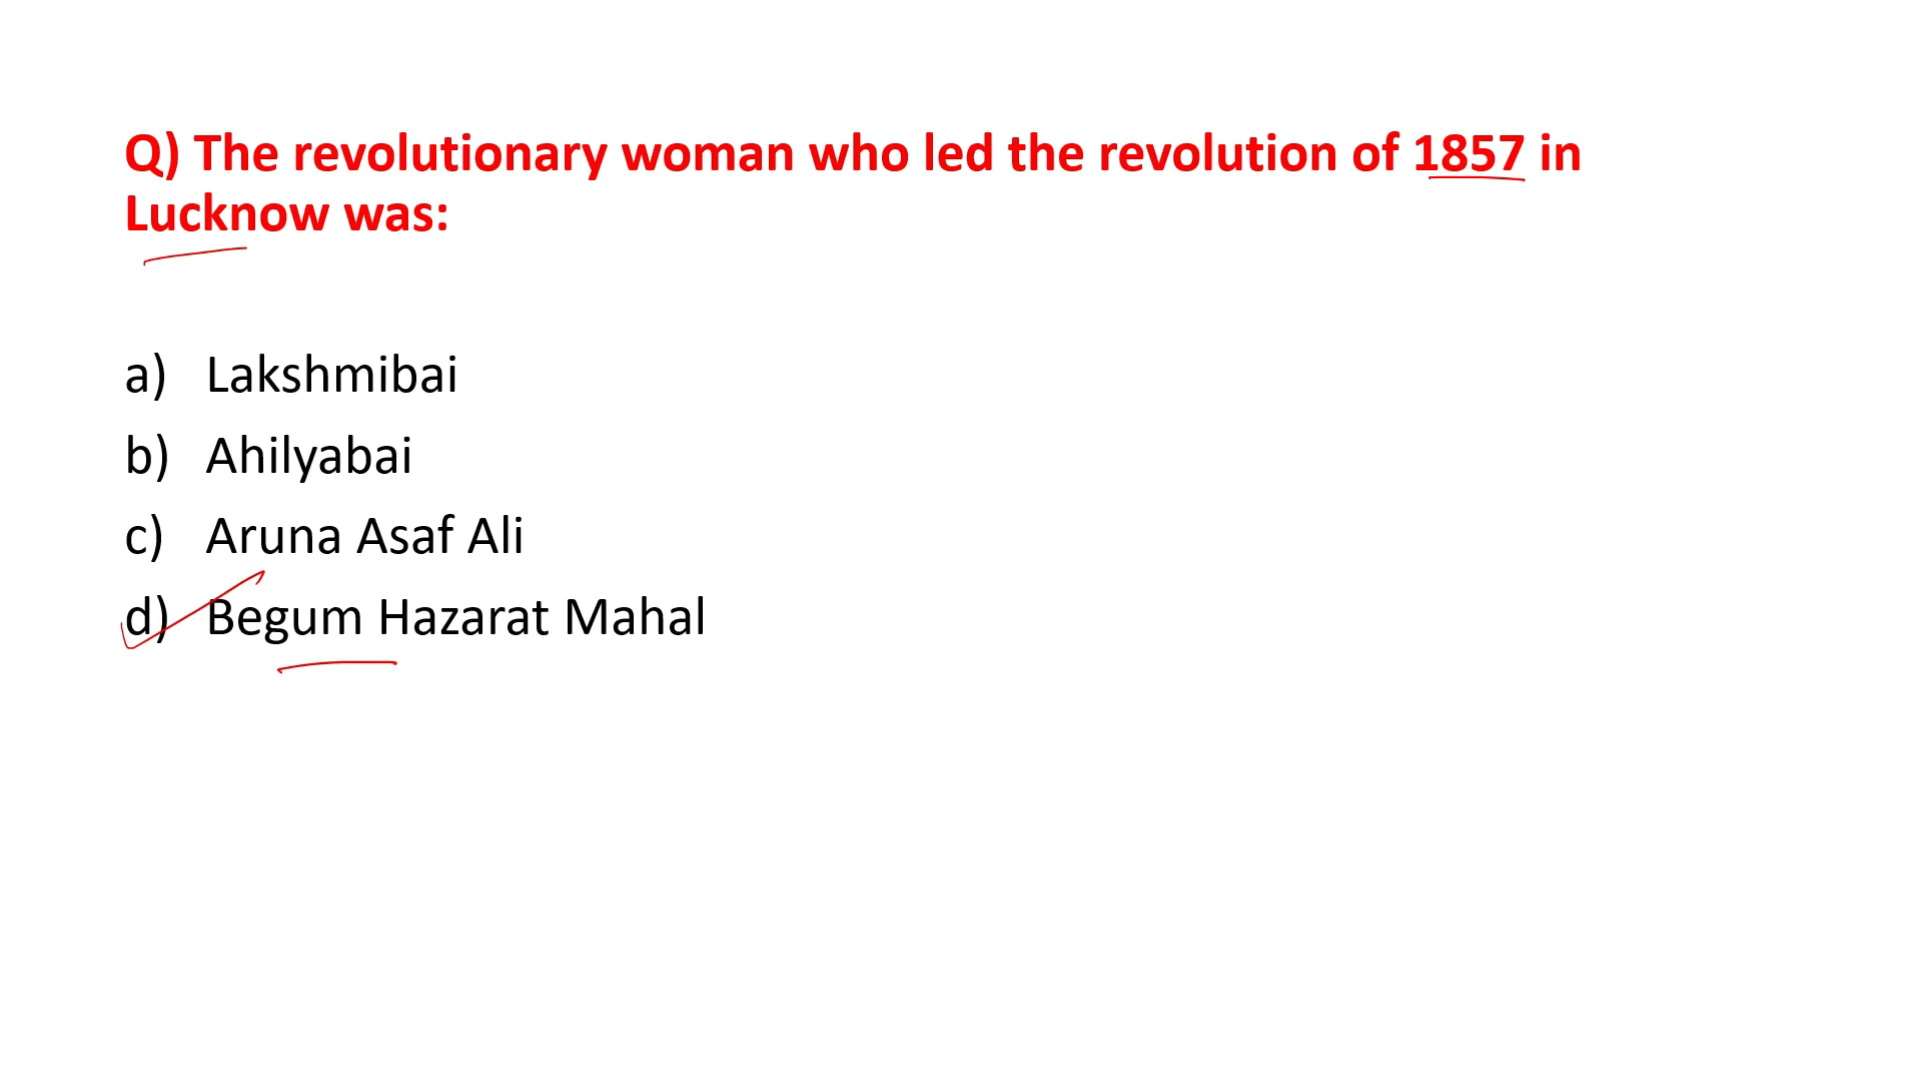 Q) The revolutionary woman who led the revolution of 1857 in
Lucknow was:
a) Lakshmibai
b) Ahilyabai
c) Aruna Asaf Ali
d) Begum Hazarat Mahal